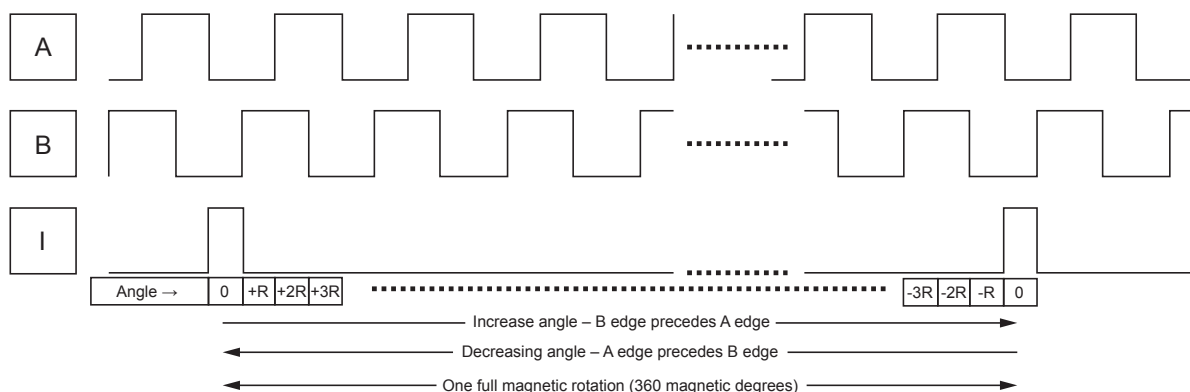 A
B
I
Angle → 0 +R +2R +3R -3R -2R -R 0
Increase angle – B edge precedes A edge
Decreasing angle – A edge precedes B edge
One full magnetic rotation (360 magnetic degrees)